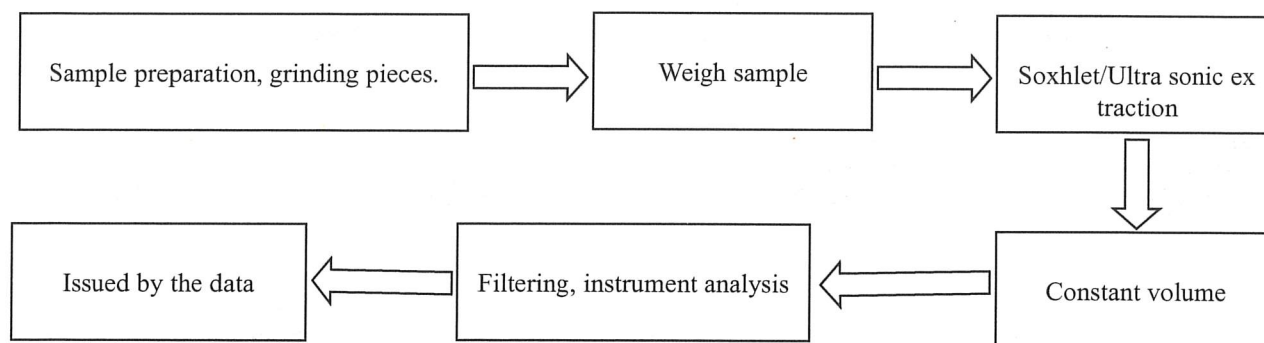 Sample preparation, grinding pieces.
Weigh sample
Soxhlet/Ultra sonic ex
traction
Constant volume
Filtering, instrument analysis
Issued by the data